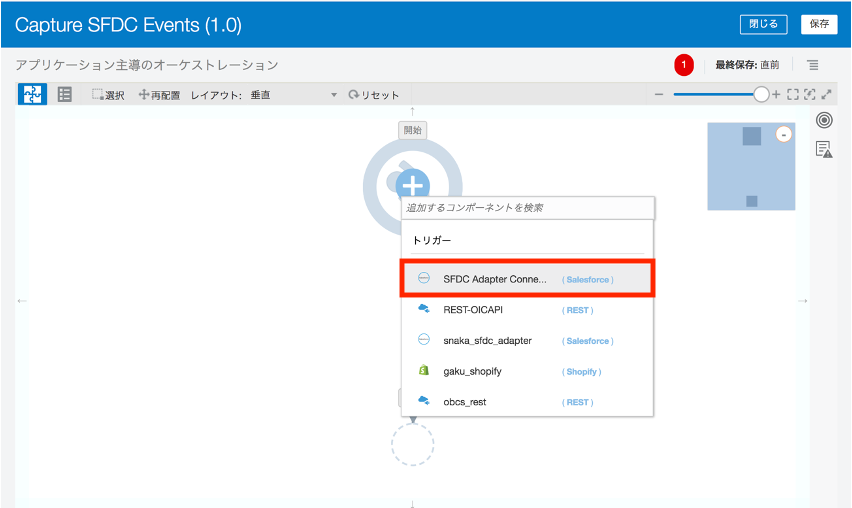 Capture SFDC Events (1.0)
閉じる
保存
アプリケーション主導のオーケストレーション
1
最終保存: 直前
選択
再配置
レイアウト: 垂直
リセット
開始
追加するコンポーネントを検索
トリガー
SFDC Adapter Conne... ( Salesforce )
REST-OICAPI ( REST )
snaka_sfdc_adapter ( Salesforce )
gaku_shopify ( Shopify )
obcs_rest ( REST )